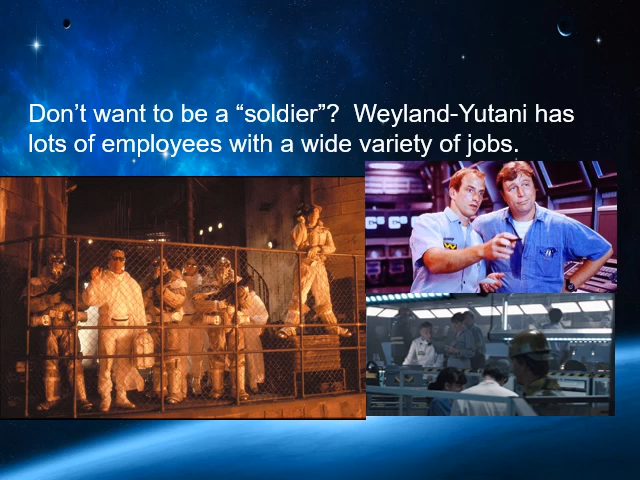 Don’t want to be a “soldier”?  Weyland-Yutani has
lots of employees with a wide variety of jobs.